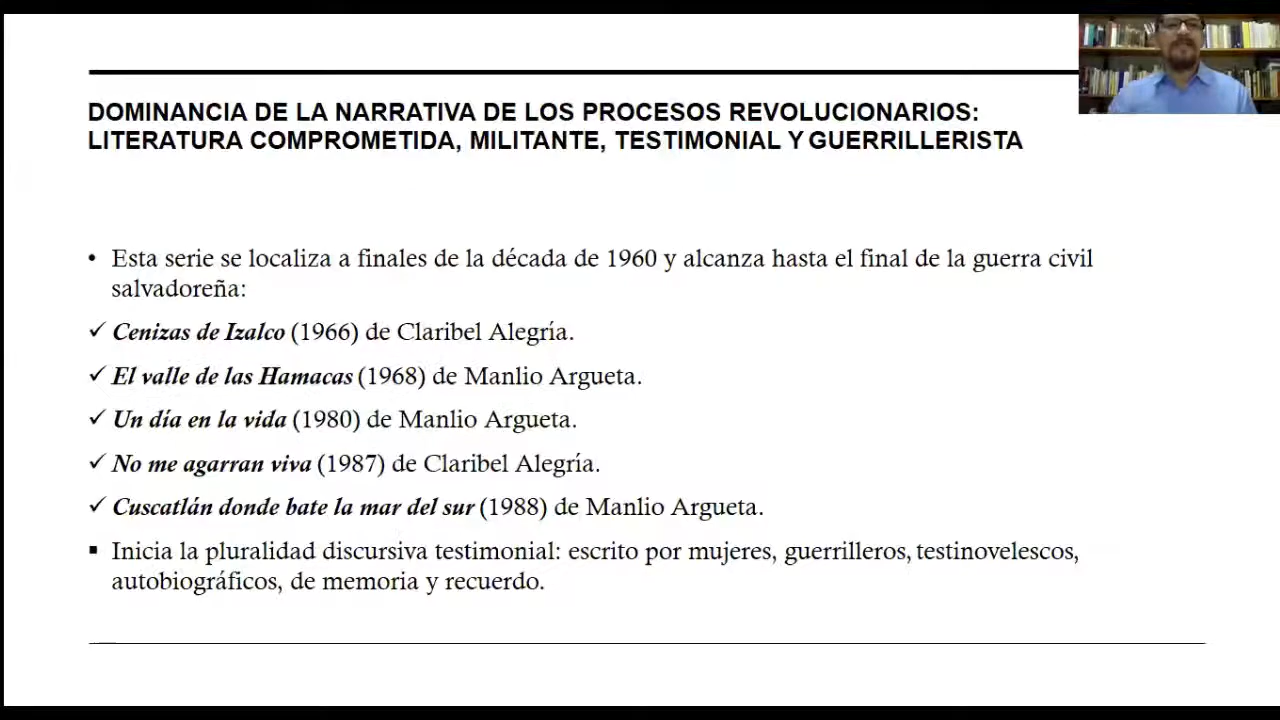 DOMINANCIA DE LA NARRATIVA DE LOS PROCESOS REVOLUCIONARIOS:
LITERATURA COMPROMETIDA, MILITANTE, TESTIMONIAL Y GUERRILLERISTA
• Esta serie se localiza a finales de la década de 1960 y alcanza hasta el final de la guerra civil
salvadoreña:
✓ Cenizas de Izalco (1966) de Claribel Alegría.
✓ El valle de las Hamacas (1968) de Manlio Argueta.
✓ Un día en la vida (1980) de Manlio Argueta.
✓ No me agarran viva (1987) de Claribel Alegría.
✓ Cuscatlán donde bate la mar del sur (1988) de Manlio Argueta.
▪ Inicia la pluralidad discursiva testimonial: escrito por mujeres, guerrilleros, testinovelescos,
autobiográficos, de memoria y recuerdo.